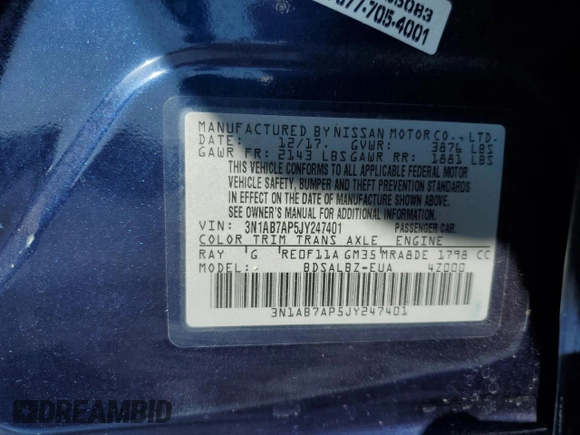 077-705-4001
MANUFACTURED BY NISSAN MOTOR CO., LTD.
DATE: 12/17. GVWR: 3876 LBS
GAWR FR: 2143 LBS GAWR RR: 1881 LBS
THIS VEHICLE CONFORMS TO ALL APPLICABLE FEDERAL MOTOR
VEHICLE SAFETY, BUMPER AND THEFT PREVENTION STANDARDS
IN EFFECT ON THE DATE OF MANUFACTURE SHOWN ABOVE.
SEE OWNER'S MANUAL FOR FURTHER INFORMATION
VIN: 3N1AB7AP5JY247401 PASSENGER CAR.
COLOR TRIM TRANS AXLE ENGINE
RAY G RE0F11A GM35 MRA8DE 1798 CC
MODEL: BDSALBZ-EUA 4Z000
3N1AB7AP5JY247401
DREAMBID